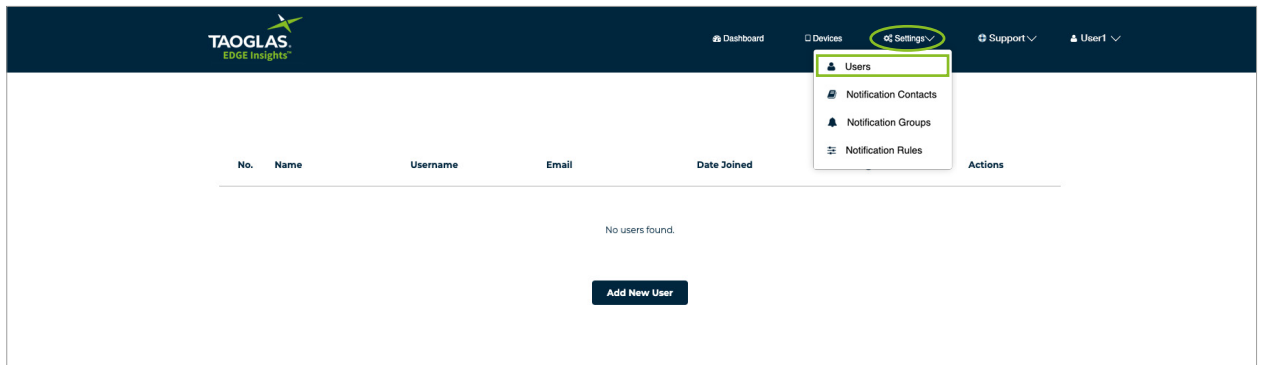 TAOGLAS.
EDGE Insights™
Dashboard
Devices
Settings
Support
User1
Users
Notification Contacts
Notification Groups
Notification Rules
No. Name Username Email Date Joined Actions
No users found.
Add New User